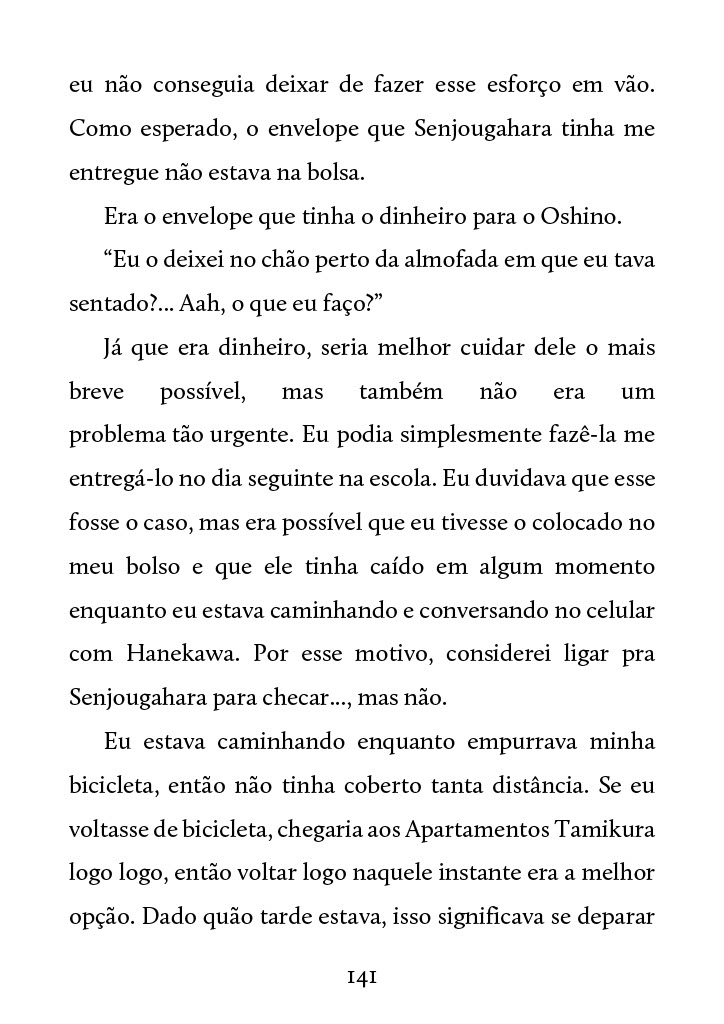 eu não conseguia deixar de fazer esse esforço em vão.
Como esperado, o envelope que Senjougahara tinha me
entregue não estava na bolsa.
Era o envelope que tinha o dinheiro para o Oshino.
“Eu o deixei no chão perto da almofada em que eu tava
sentado?... Aah, o que eu faço?”
Já que era dinheiro, seria melhor cuidar dele o mais
breve possível, mas também não era um
problema tão urgente. Eu podia simplesmente fazê-la me
entregá-lo no dia seguinte na escola. Eu duvidava que esse
fosse o caso, mas era possível que eu tivesse o colocado no
meu bolso e que ele tinha caído em algum momento
enquanto eu estava caminhando e conversando no celular
com Hanekawa. Por esse motivo, considerei ligar pra
Senjougahara para checar..., mas não.
Eu estava caminhando enquanto empurrava minha
bicicleta, então não tinha coberto tanta distância. Se eu
voltasse de bicicleta, chegaria aos Apartamentos Tamikura
logo logo, então voltar logo naquele instante era a melhor
opção. Dado quão tarde estava, isso significava se deparar
141